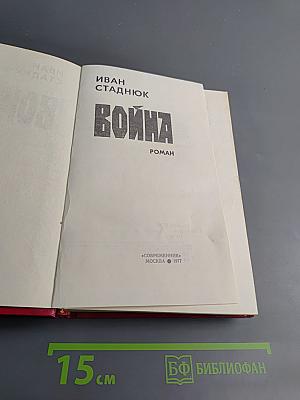 ИВАН
СТАДНЮК
ВОЙНА
РОМАН
«СОВРЕМЕННИК»
МОСКВА 1977
15 см
БФ БИБЛИОФАН